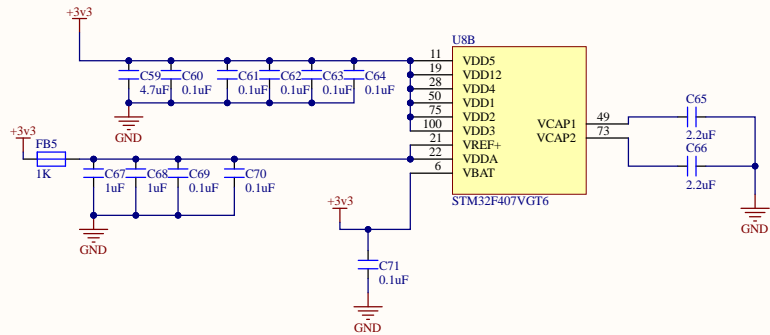 +3v3
U8B
C59
4.7uF
C60
0.1uF
C61
0.1uF
C62
0.1uF
C63
0.1uF
C64
0.1uF
GND
11
VDD5
19
VDD12
28
VDD4
50
VDD1
75
VDD2
100
VDD3
21
VREF+
22
VDDA
6
VBAT
VCAP1
49
VCAP2
73
STM32F407VGT6
C65
2.2uF
C66
2.2uF
GND
+3v3
FB5
1K
C67
1uF
C68
1uF
C69
0.1uF
C70
0.1uF
GND
+3v3
C71
0.1uF
GND